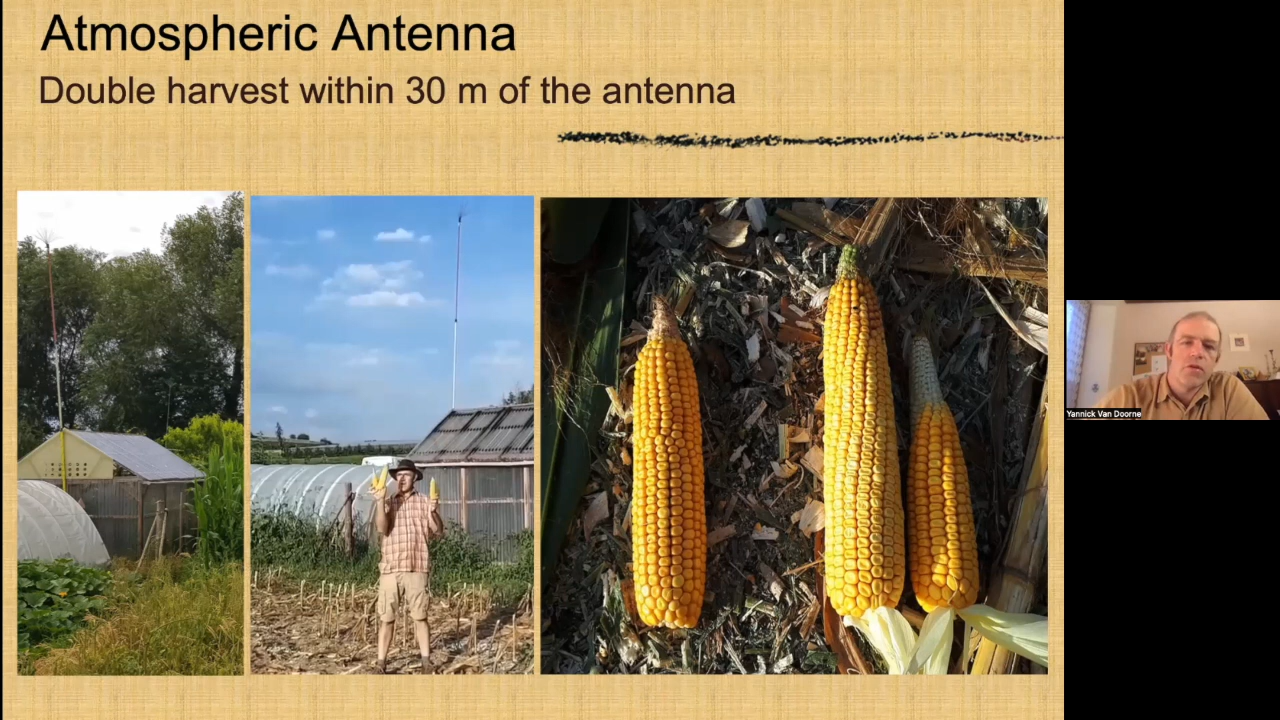 Atmospheric Antenna
Double harvest within 30 m of the antenna
Yannick Van Doorne